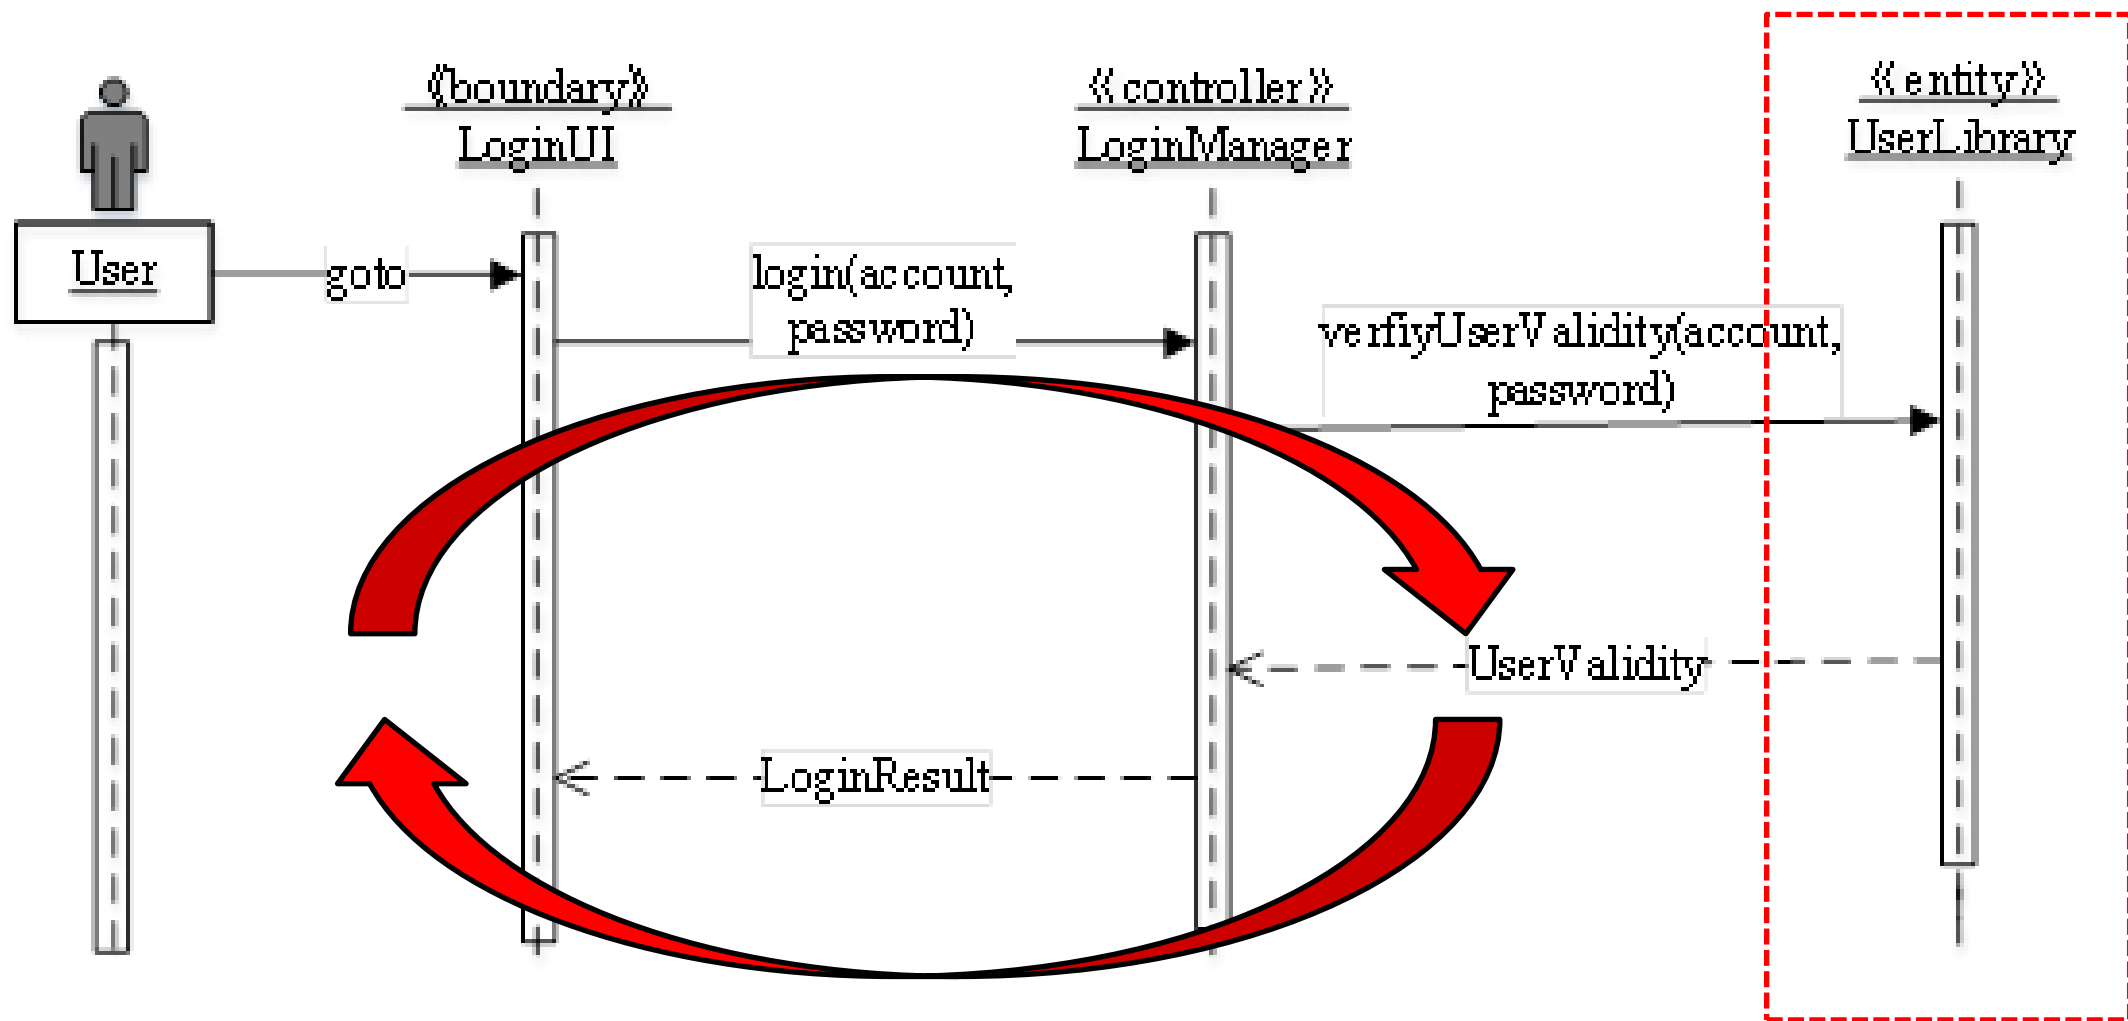 《boundary》
LoginUI
《controller》
LoginManager
《entity》
UserLibrary
User
goto
login(account,
password)
verfiyUserValidity(account,
password)
UserValidity
LoginResult